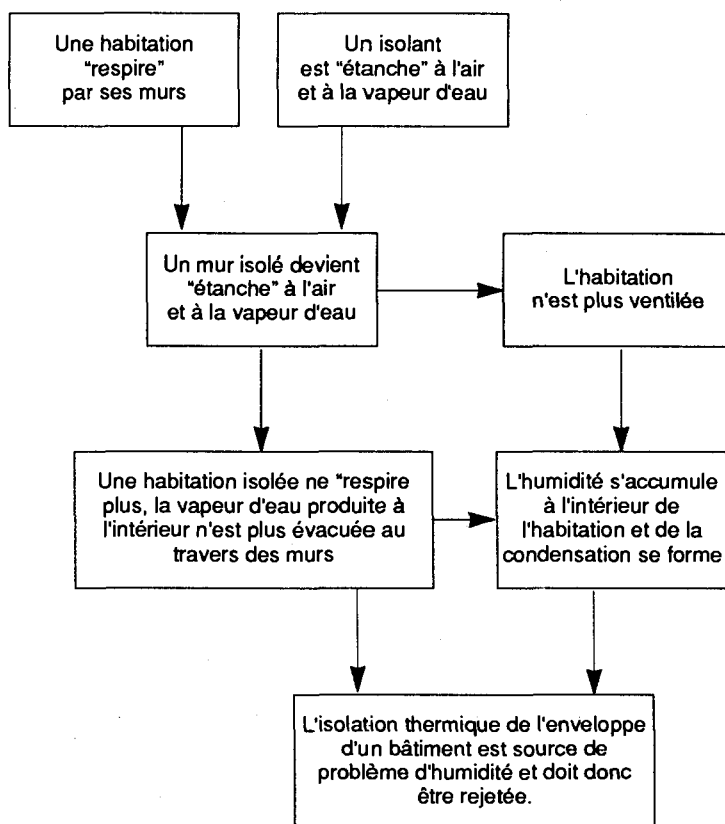 Une habitation
"respire"
par ses murs
Un isolant
est "étanche" à l'air
et à la vapeur d'eau
Un mur isolé devient
"étanche" à l'air
et à la vapeur d'eau
L'habitation
n'est plus ventilée
Une habitation isolée ne "respire
plus, la vapeur d'eau produite à
l'intérieur n'est plus évacuée au
travers des murs
L'humidité s'accumule
à l'intérieur de
l'habitation et de la
condensation se forme
L'isolation thermique de l'enveloppe
d'un bâtiment est source de
problème d'humidité et doit donc
être rejetée.